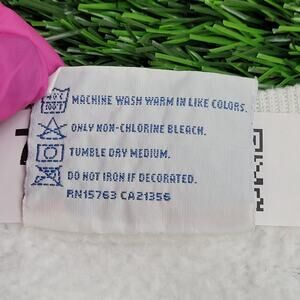 MACHINE WASH WARM IN LIKE COLORS.
ONLY NON-CHLORINE BLEACH.
TUMBLE DRY MEDIUM.
DO NOT IRON IF DECORATED.
RN15763 CA21356